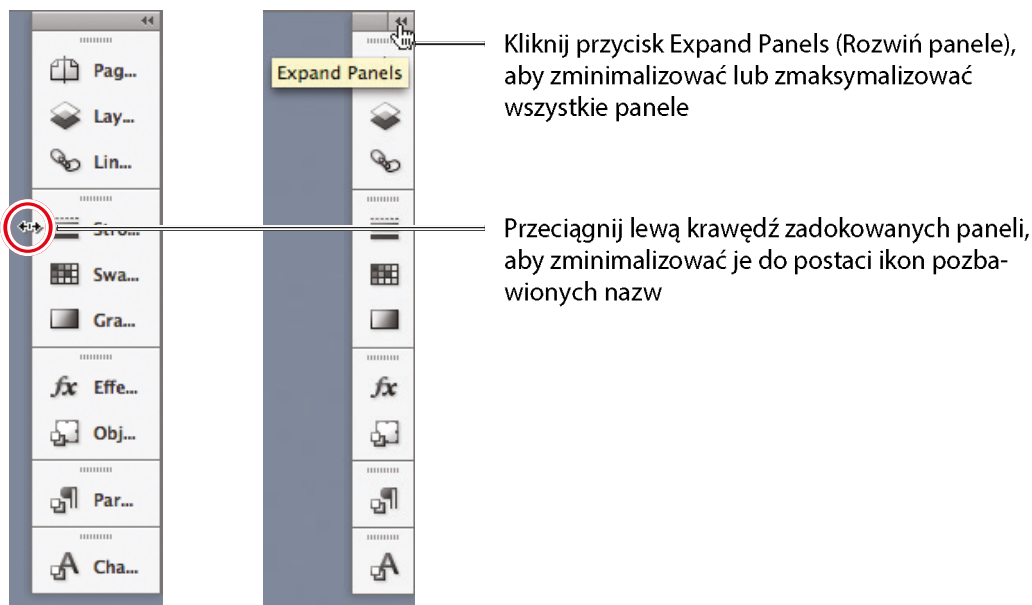 Pag...
Lay...
Lin...
Stro...
Swa...
Gra...
fx Effe...
Obj...
Par...
Cha...
Expand Panels
fx
Kliknij przycisk Expand Panels (Rozwiń panele),
aby zminimalizować lub zmaksymalizować
wszystkie panele
Przeciągnij lewą krawędź zadokowanych paneli,
aby zminimalizować je do postaci ikon pozba-
wionych nazw